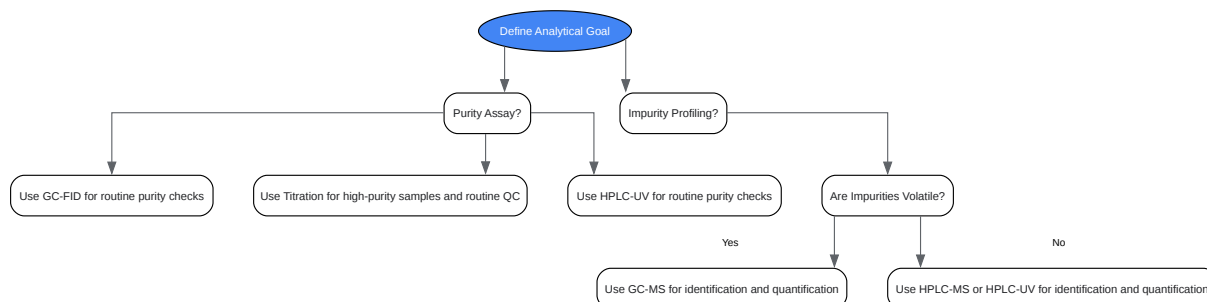 Define Analytical Goal
Purity Assay?
Impurity Profiling?
Use GC-FID for routine purity checks
Use Titration for high-purity samples and routine QC
Use HPLC-UV for routine purity checks
Are Impurities Volatile?
Yes
No
Use GC-MS for identification and quantification
Use HPLC-MS or HPLC-UV for identification and quantification